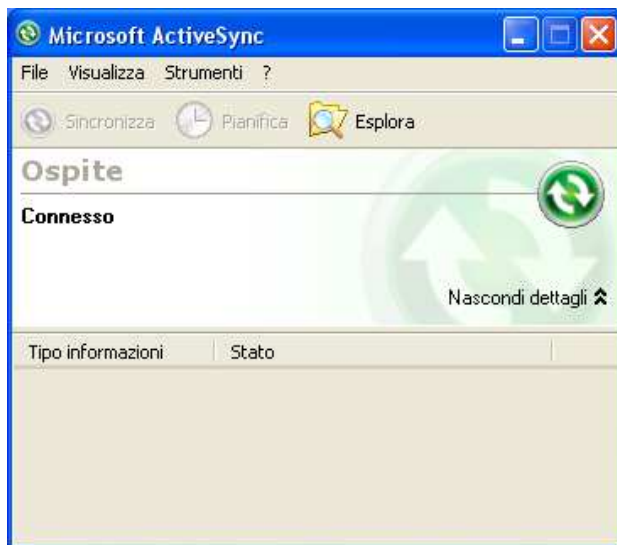 Microsoft ActiveSync
File Visualizza Strumenti ?
Sincronizza Pianifica Esplora
Ospite
Connesso
Nascondi dettagli
Tipo informazioni Stato